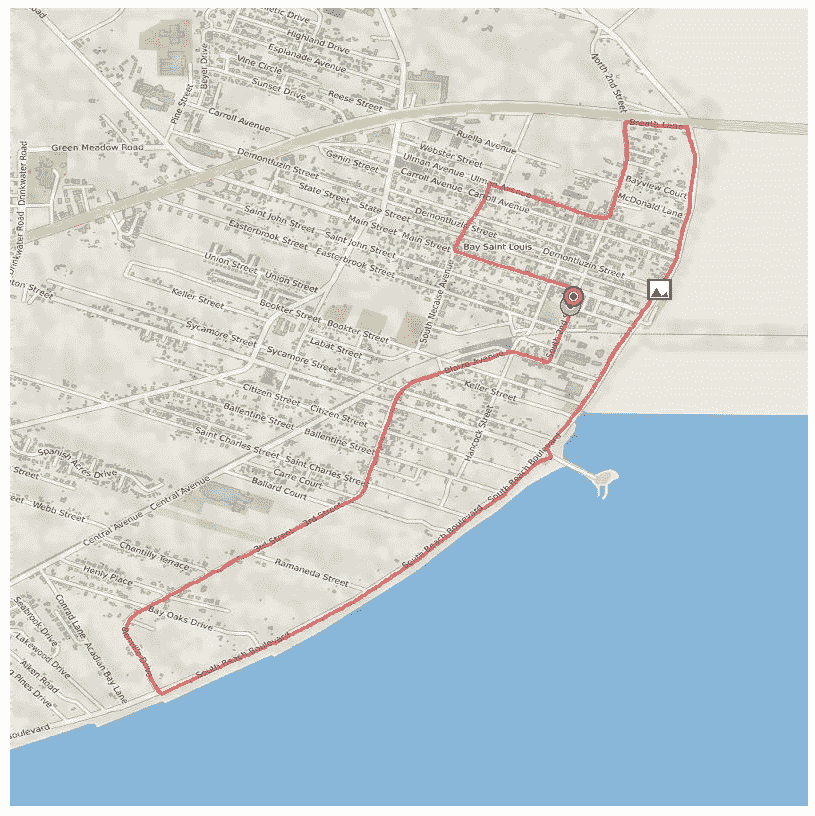 Road
Highland Drive
Esplanade Avenue
Beyer Drive
Vine Circle
Sunset Drive
Reese Street
Pine Street
North 2nd Street
Carroll Avenue
Breath Lane
Green Meadow Road
Ruella Avenue
Webster Street
Demontluzin Street
Genin Street
Ulman Avenue
Ulman Avenue
Carroll Avenue
Carroll Avenue
Bayview Court
McDonald Lane
Drinkwater Road
Drinkwater Road
State Street
State Street
Demontluzin Street
Saint John Street
Saint John Street
Main Street
Main Street
Bay Saint Louis
Demontluzin Street
Easterbrook Street
Easterbrook Street
Union Street
Union Street
South Necaise Avenue
Keller Street
Bookter Street
Bookter Street
Sycamore Street
Sycamore Street
Labat Street
Blaize Avenue
Keller Street
Citizen Street
Citizen Street
Ballentine Street
Ballentine Street
Hancock Street
Saint Charles Street
Saint Charles Street
Spanish Acres Drive
Street
Carre Court
Ballard Court
Central Avenue
Central Avenue
Webb Street
South Beach Boulevard
South Beach Boulevard
3rd Street
3rd Street
Chantilly Terrace
Henly Place
Ramaneda Street
Bay Oaks Drive
Conrad Lane
Acadian Bay Lane
Seabrook Drive
Lakewood Drive
Aiken Road
Pines Drive
South Beach Boulevard